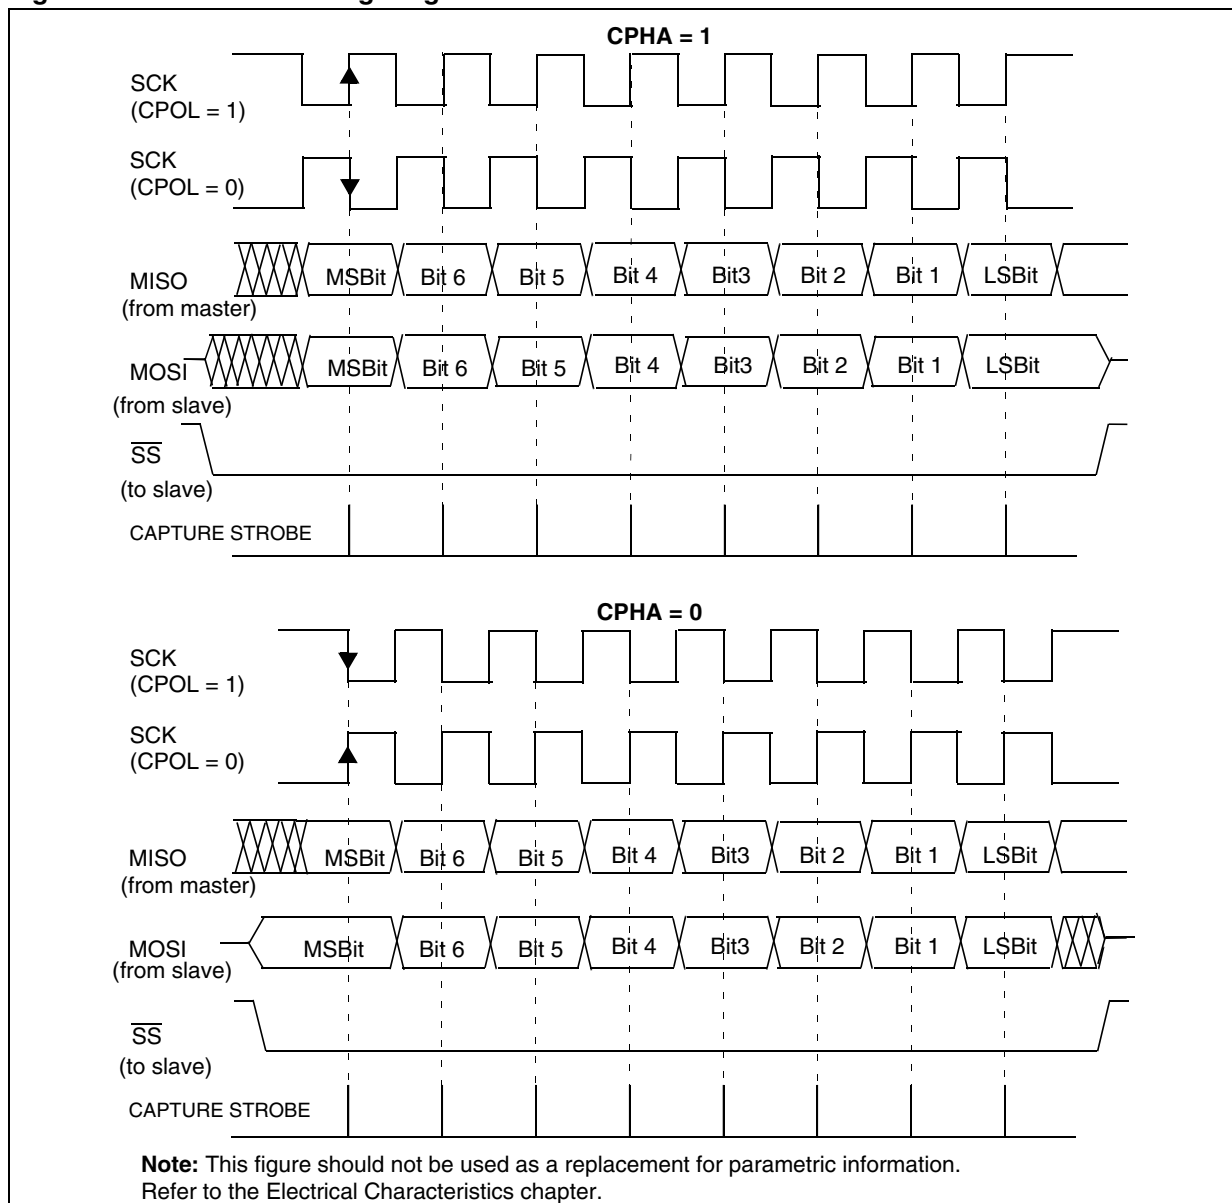 CPHA = 1
SCK
(CPOL = 1)
SCK
(CPOL = 0)
MISO
(from master)
MSBit Bit 6 Bit 5 Bit 4 Bit3 Bit 2 Bit 1 LSBit
MOSI
(from slave)
MSBit Bit 6 Bit 5 Bit 4 Bit3 Bit 2 Bit 1 LSBit
SS
(to slave)
CAPTURE STROBE
CPHA = 0
SCK
(CPOL = 1)
SCK
(CPOL = 0)
MISO
(from master)
MSBit Bit 6 Bit 5 Bit 4 Bit3 Bit 2 Bit 1 LSBit
MOSI
(from slave)
MSBit Bit 6 Bit 5 Bit 4 Bit3 Bit 2 Bit 1 LSBit
SS
(to slave)
CAPTURE STROBE
Note: This figure should not be used as a replacement for parametric information.
Refer to the Electrical Characteristics chapter.